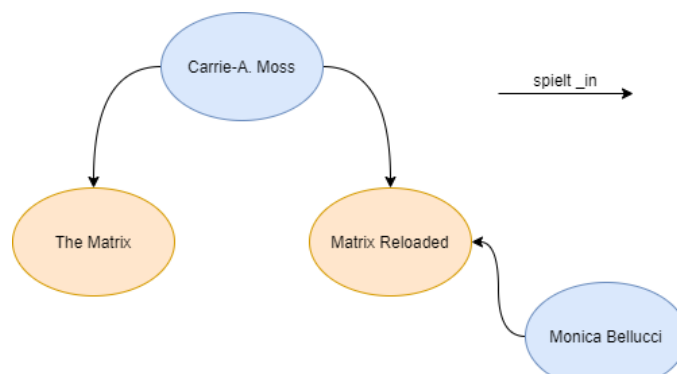 Carrie-A. Moss
spielt _in
The Matrix
Matrix Reloaded
Monica Bellucci